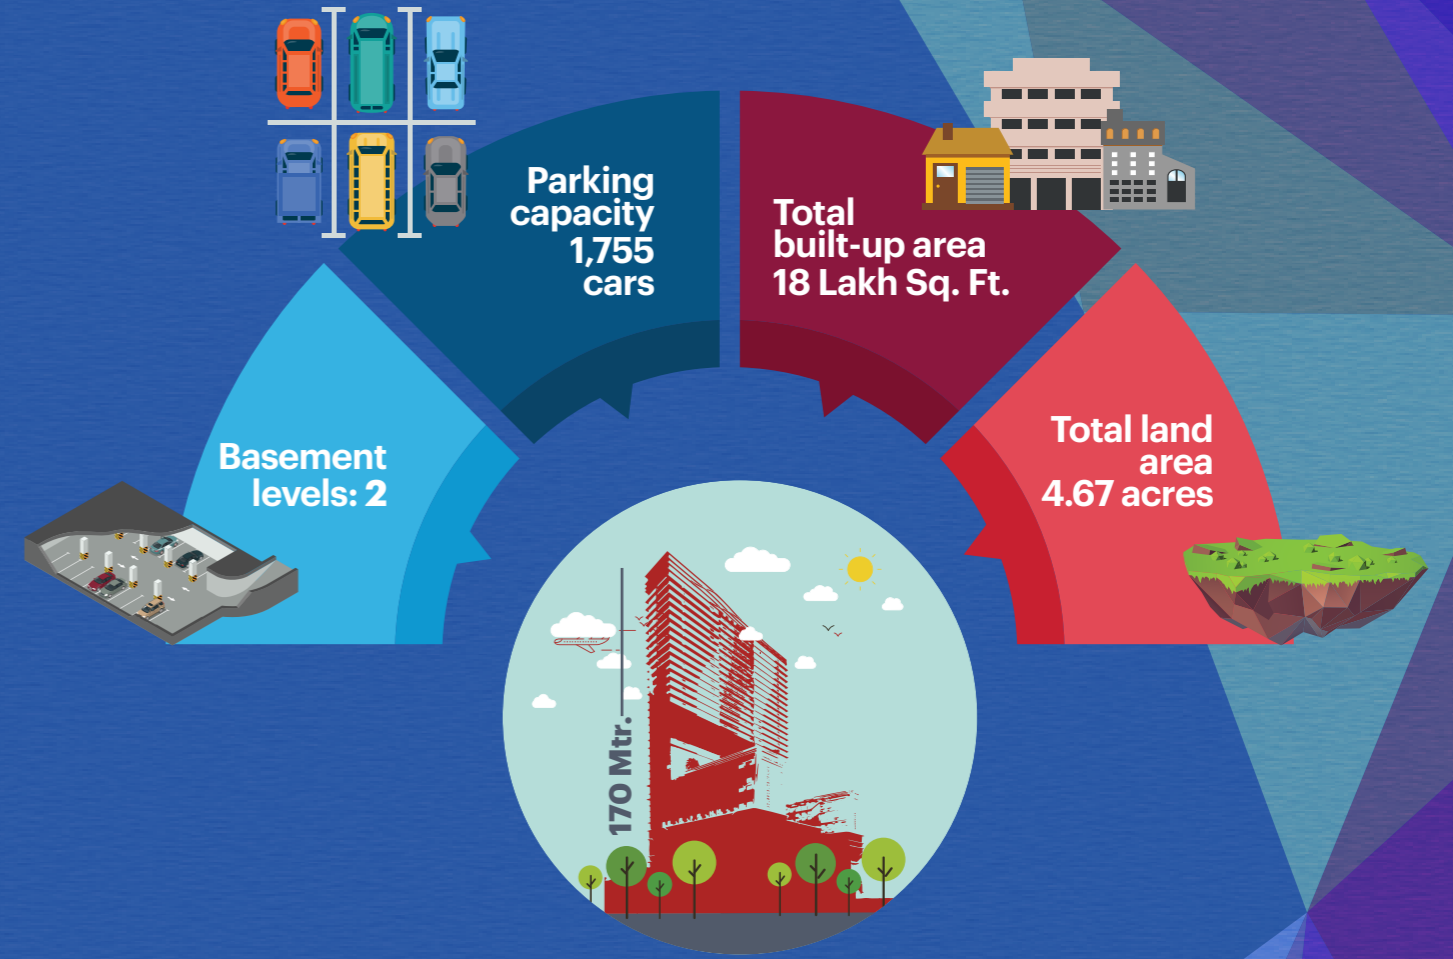 Parking
capacity
1,755
cars
Total
built-up area
18 Lakh Sq. Ft.
Basement
levels: 2
Total land
area
4.67 acres
170 Mtr.